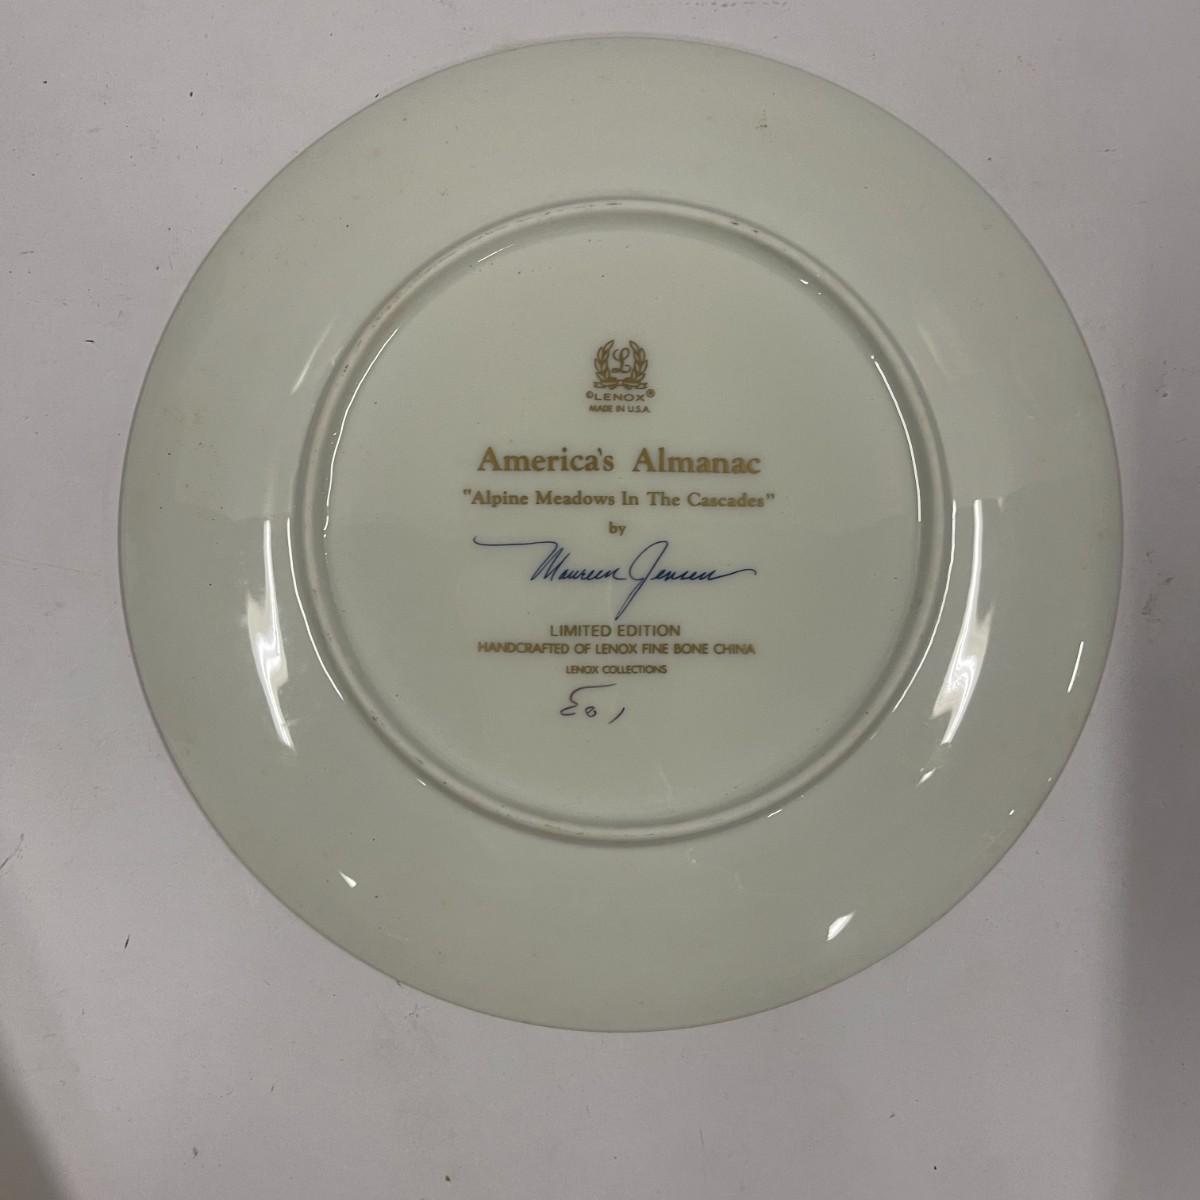 L
©LENOX®
MADE IN U.S.A.
America's Almanac
"Alpine Meadows In The Cascades"
by
Maureen Jensen
LIMITED EDITION
HANDCRAFTED OF LENOX FINE BONE CHINA
LENOX COLLECTIONS